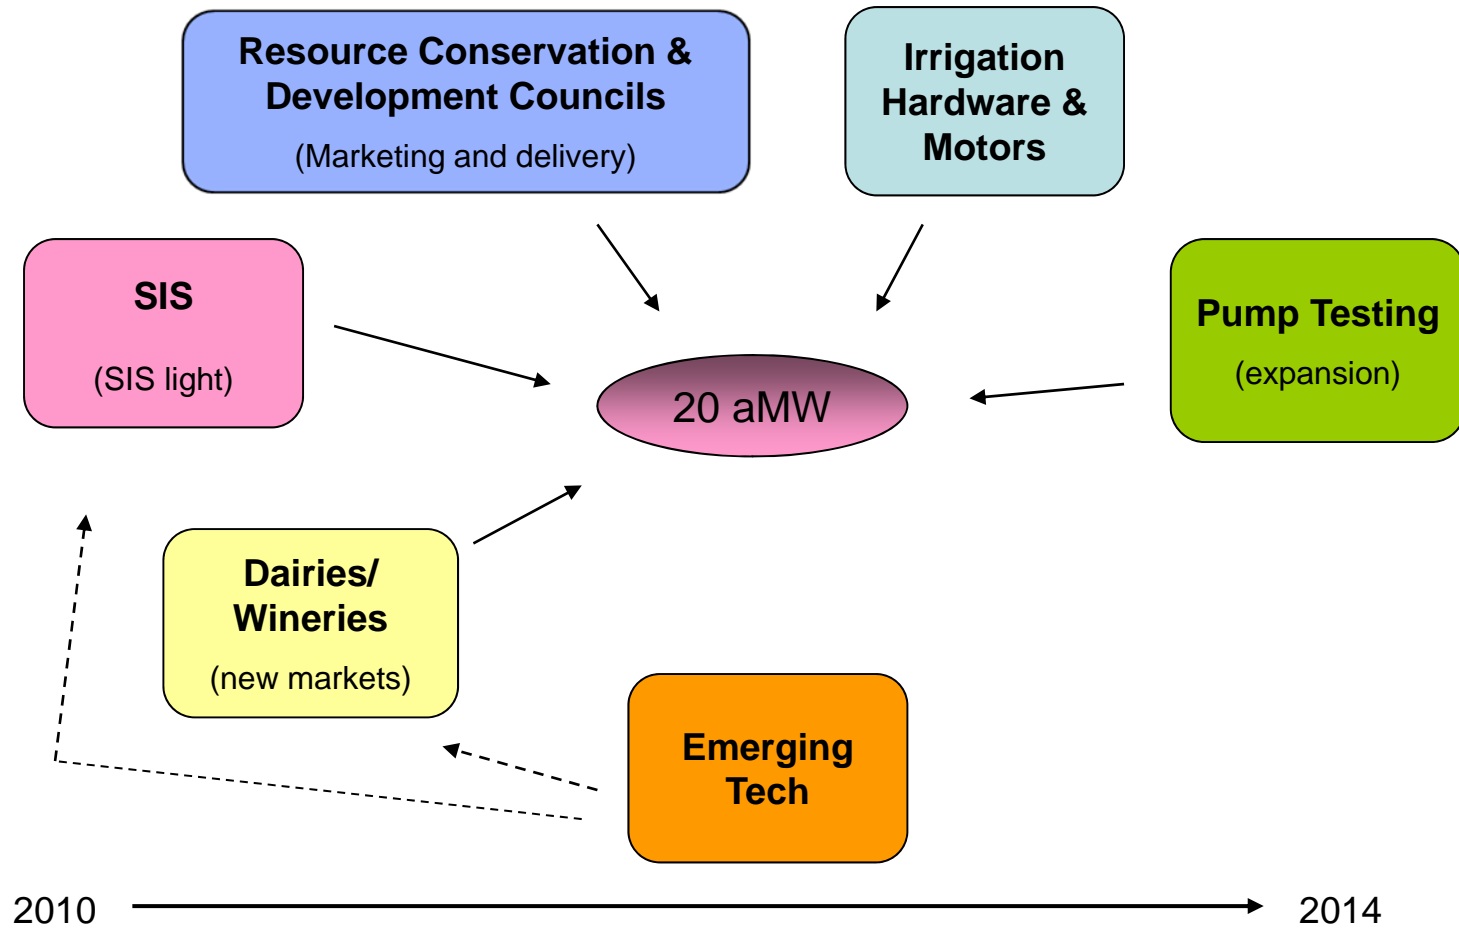 Resource Conservation &
Development Councils
(Marketing and delivery)
Irrigation
Hardware &
Motors
SIS
(SIS light)
Pump Testing
(expansion)
20 aMW
Dairies/
Wineries
(new markets)
Emerging
Tech
2010
2014